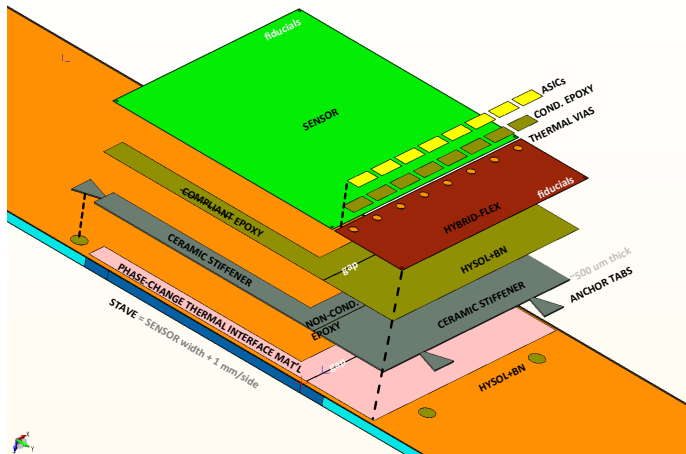 fiducials
SENSOR
ASICs
COND. EPOXY
THERMAL VIAS
fiducials
HYBRID-FLEX
COMPLIANT EPOXY
gap
HYSOL+BN
CERAMIC STIFFENER
~500 um thick
ANCHOR TABS
CERAMIC STIFFENER
NON-COND.
EPOXY
PHASE-CHANGE THERMAL INTERFACE MAT'L
STAVE = SENSOR width + 1 mm/side
HYSOL+BN
X
Y